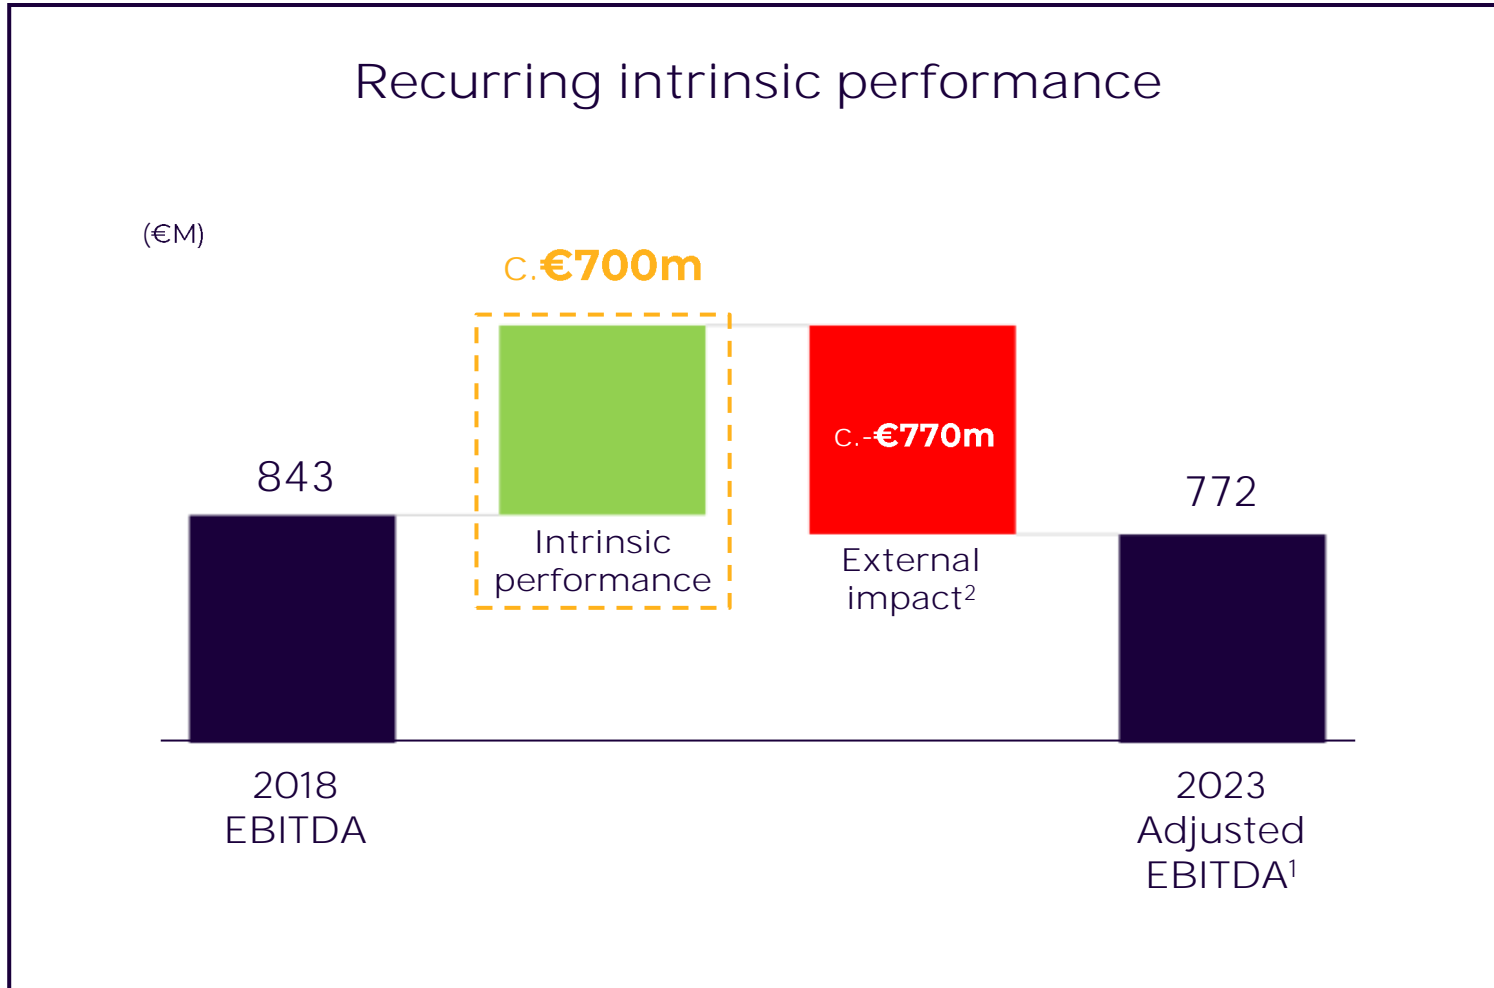 Recurring intrinsic performance
(€M)
c.€700m
843
Intrinsic
performance
c.-€770m
External
impact²
772
2018
EBITDA
2023
Adjusted
EBITDA¹